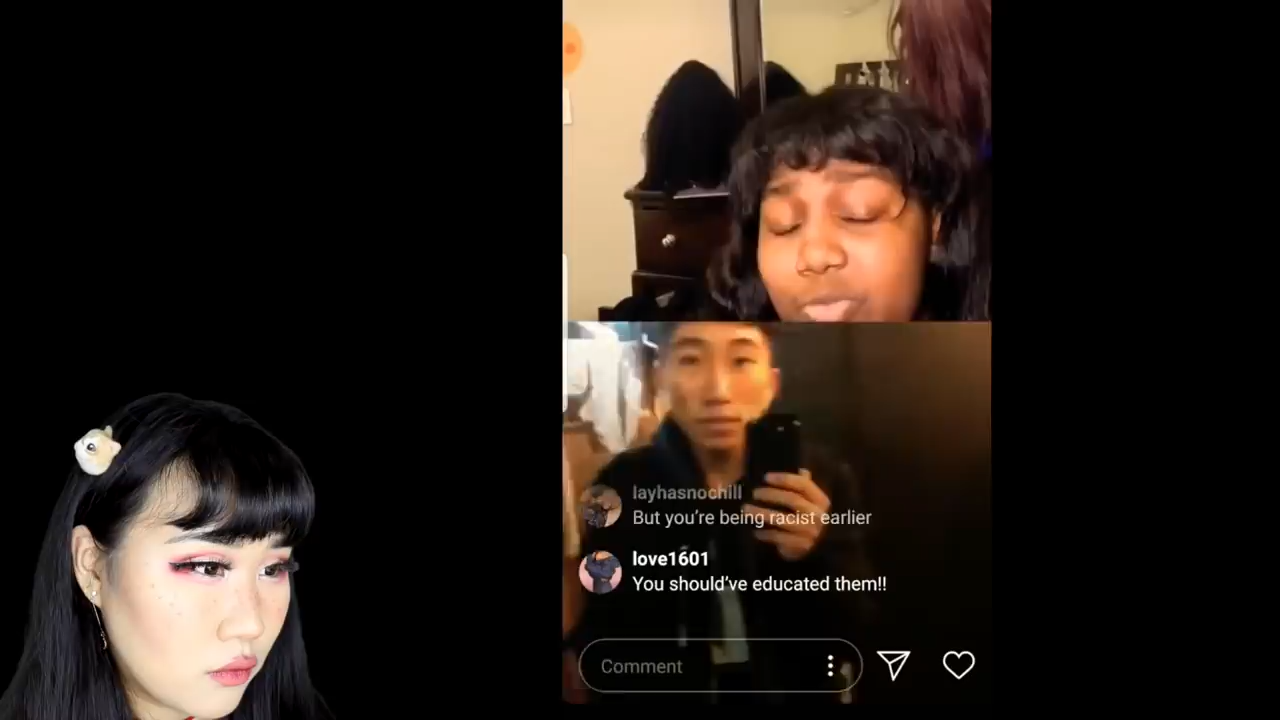 layhasnochill
But you're being racist earlier
love1601
You should've educated them!!
Comment